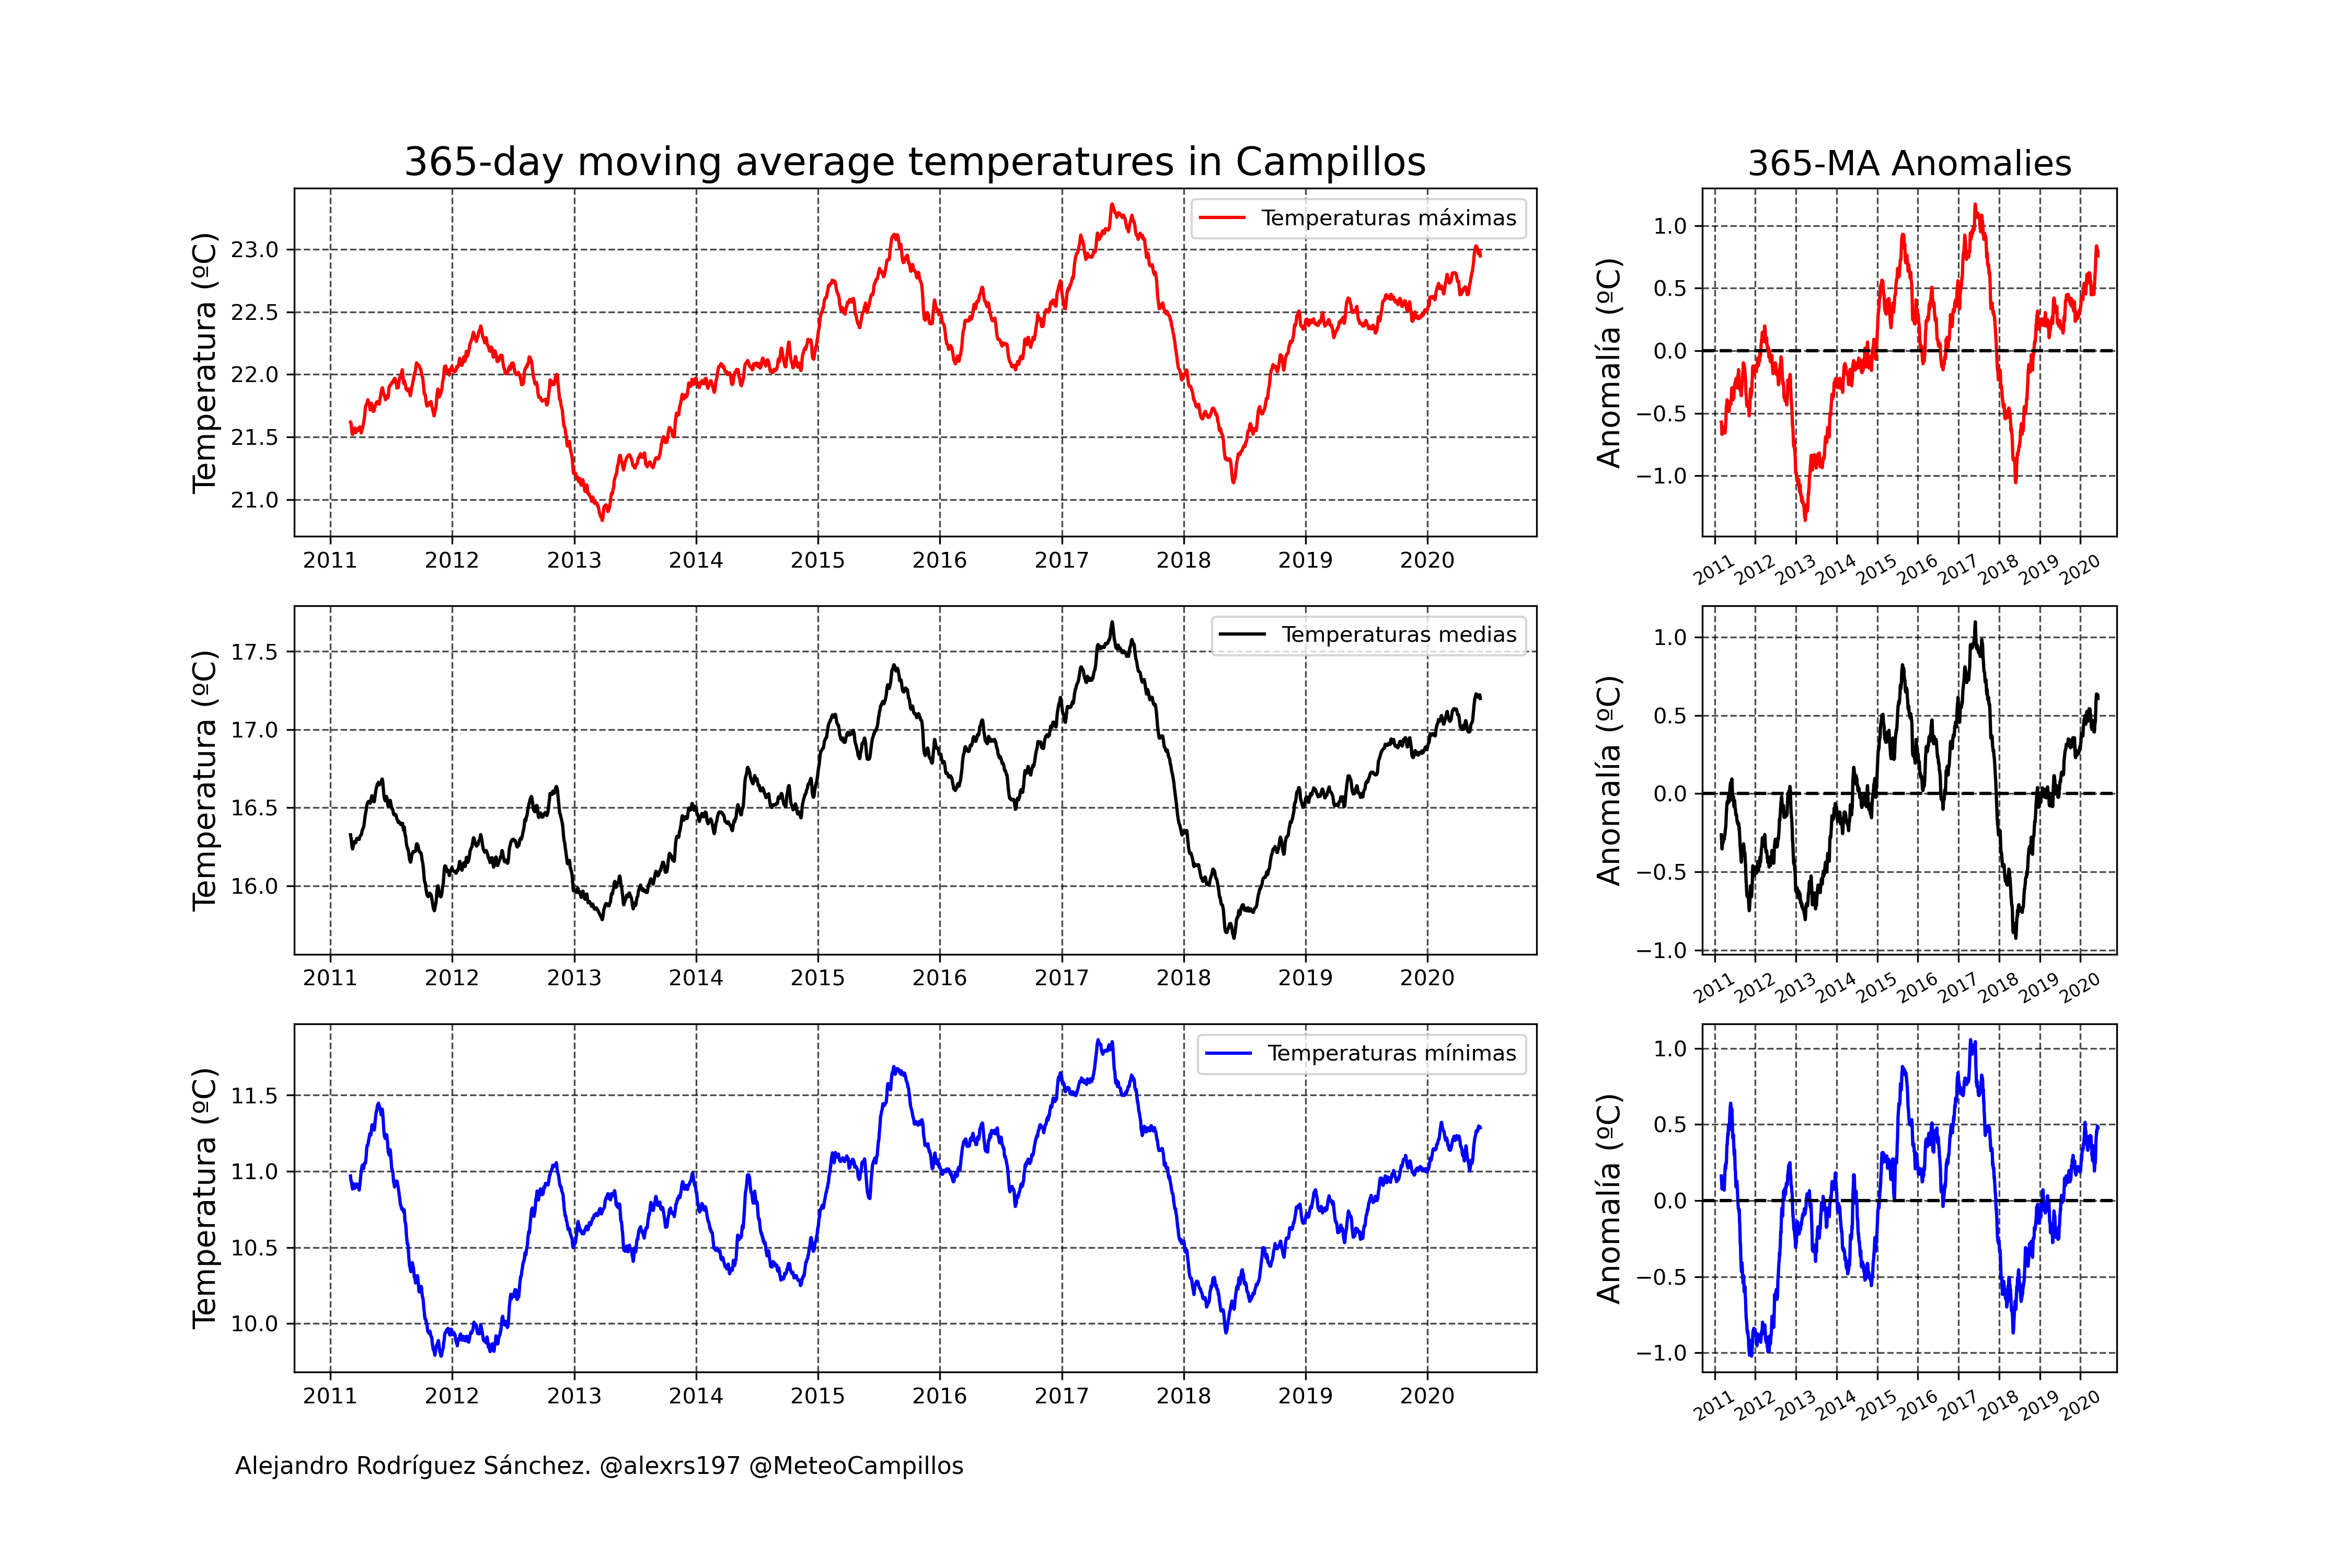 365-day moving average temperatures in Campillos
Temperatura (ºC)
23.0
22.5
22.0
21.5
21.0
Temperaturas máximas
2011 2012 2013 2014 2015 2016 2017 2018 2019 2020
365-MA Anomalies
Anomalía (ºC)
1.0
0.5
0.0
−0.5
−1.0
2011 2012 2013 2014 2015 2016 2017 2018 2019 2020
Temperatura (ºC)
17.5
17.0
16.5
16.0
Temperaturas medias
2011 2012 2013 2014 2015 2016 2017 2018 2019 2020
Anomalía (ºC)
1.0
0.5
0.0
−0.5
−1.0
2011 2012 2013 2014 2015 2016 2017 2018 2019 2020
Temperatura (ºC)
11.5
11.0
10.5
10.0
Temperaturas mínimas
2011 2012 2013 2014 2015 2016 2017 2018 2019 2020
Anomalía (ºC)
1.0
0.5
0.0
−0.5
−1.0
2011 2012 2013 2014 2015 2016 2017 2018 2019 2020
Alejandro Rodríguez Sánchez. @alexrs197 @MeteoCampillos